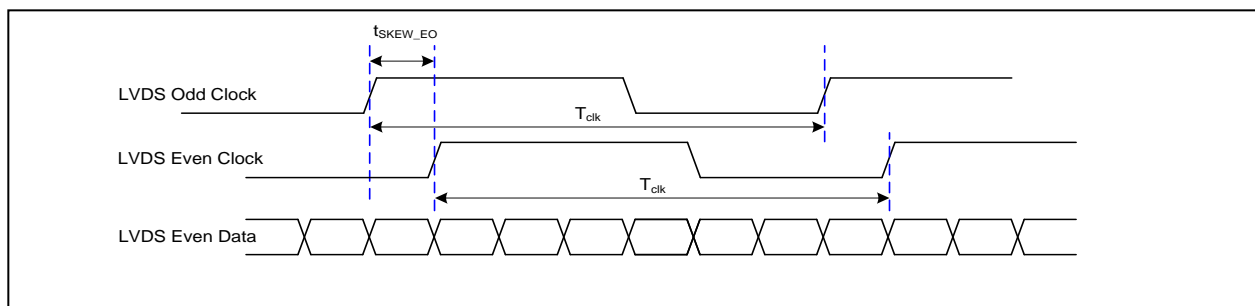 tSKEW_EO
LVDS Odd Clock
Tclk
LVDS Even Clock
Tclk
LVDS Even Data